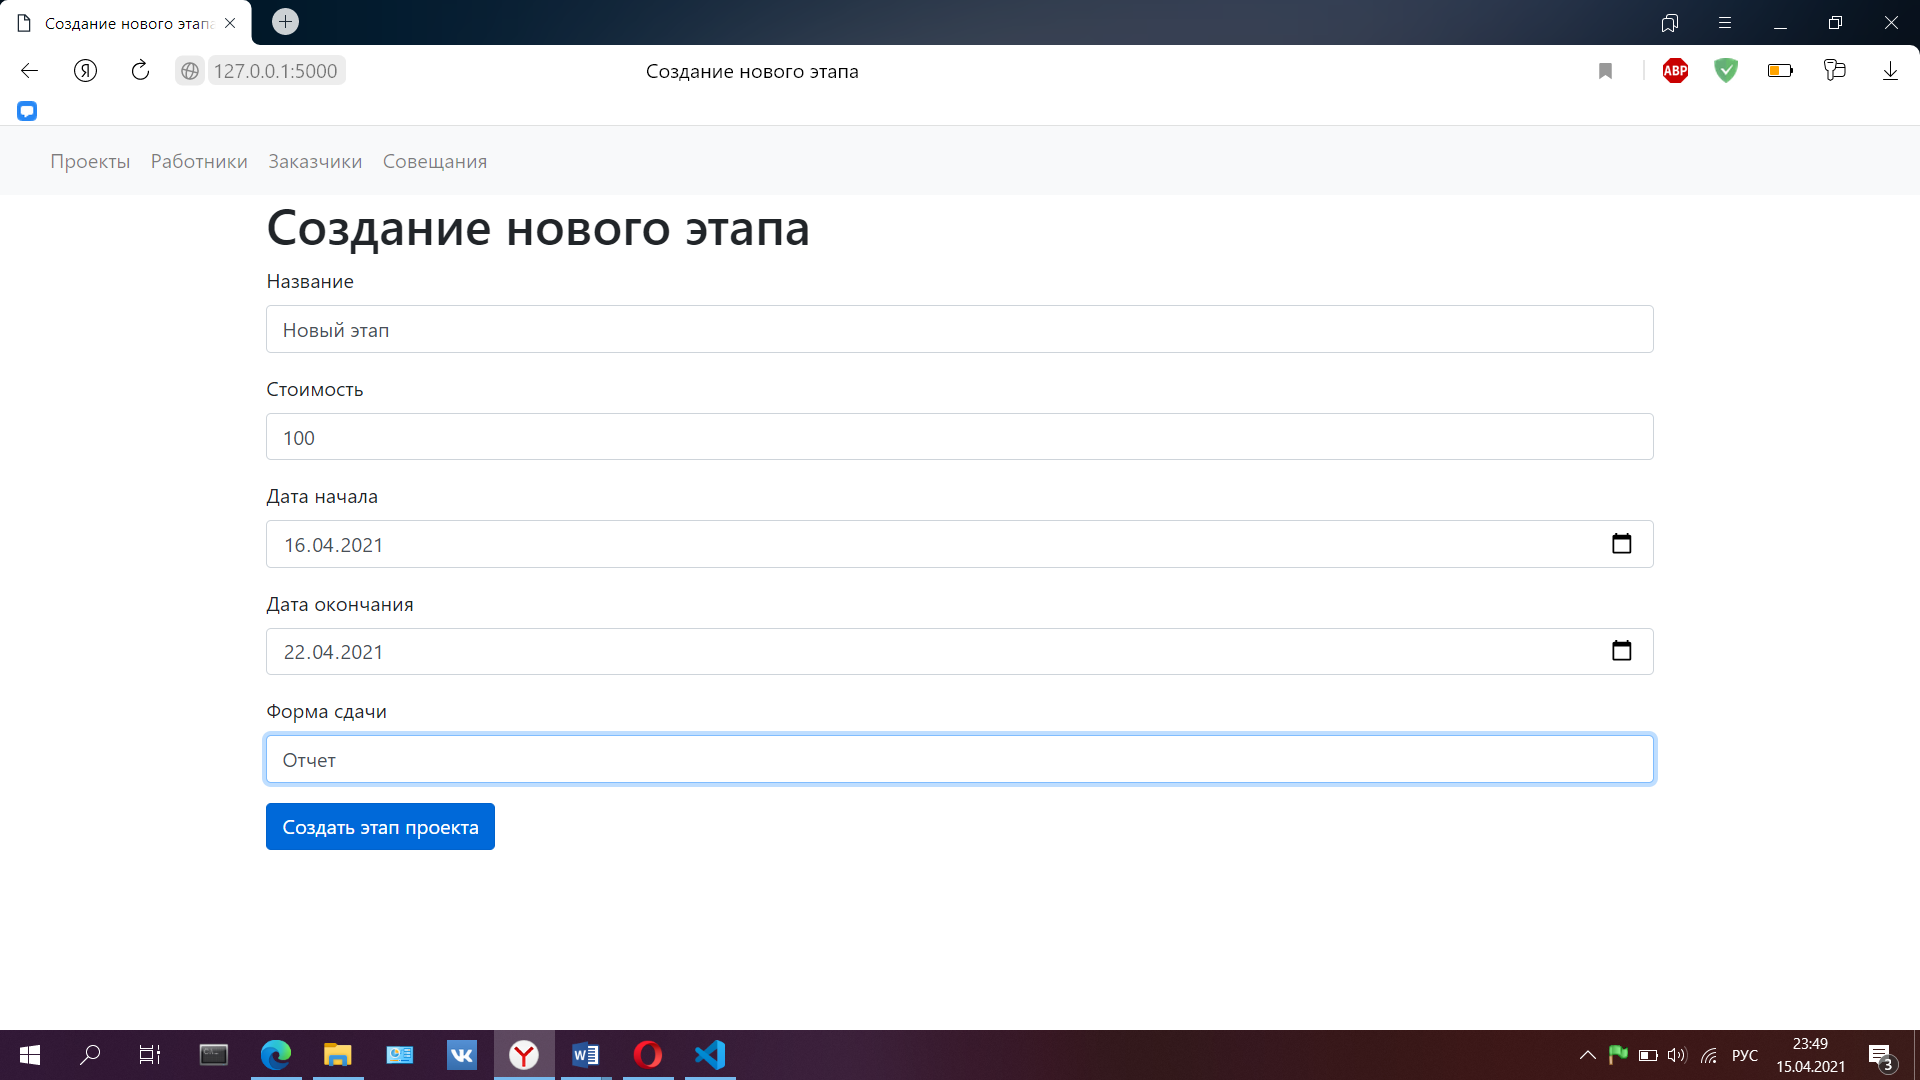 Создание нового этапа
127.0.0.1:5000
Создание нового этапа
ABP
Проекты Работники Заказчики Совещания
Создание нового этапа
Название
Новый этап
Стоимость
100
Дата начала
16.04.2021
Дата окончания
22.04.2021
Форма сдачи
Отчет
Создать этап проекта
РУС
23:49
15.04.2021
3